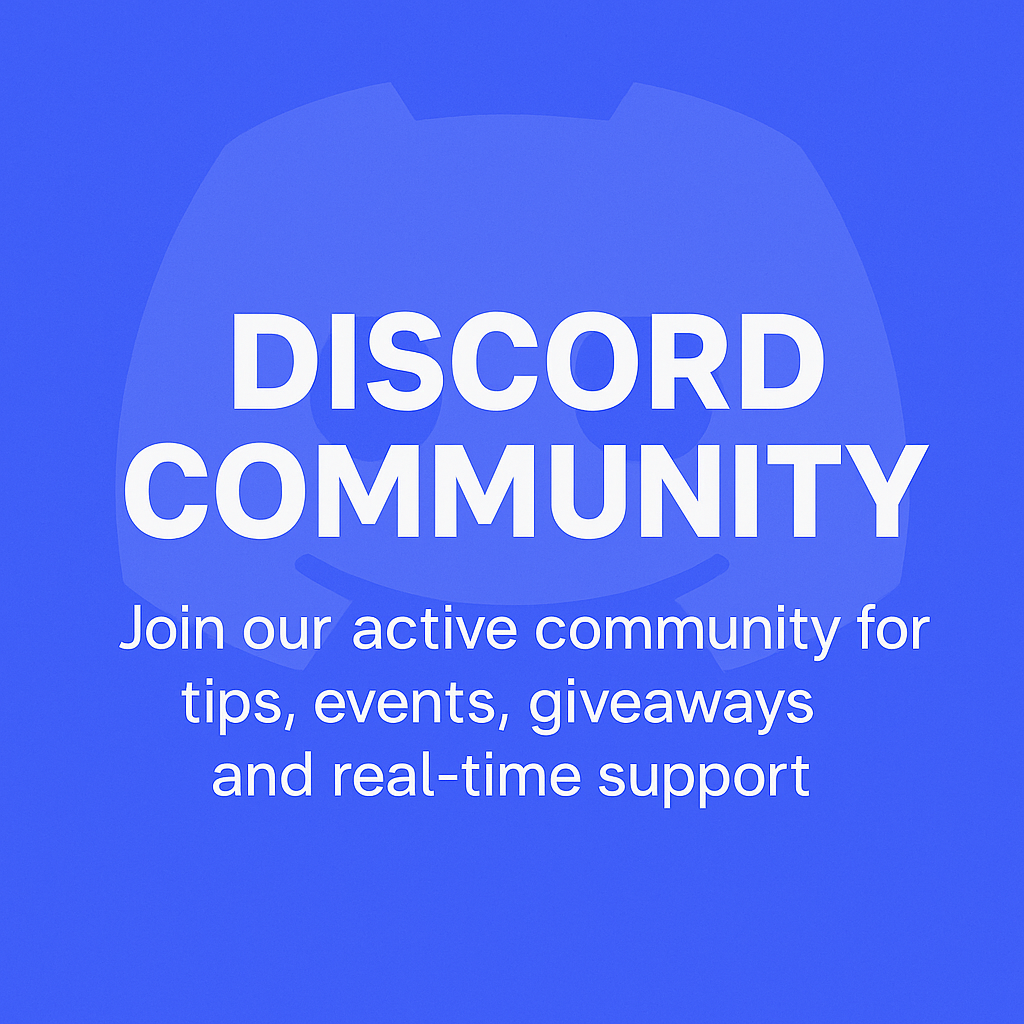 DISCORD
COMMUNITY
Join our active community for
tips, events, giveaways
and real-time support